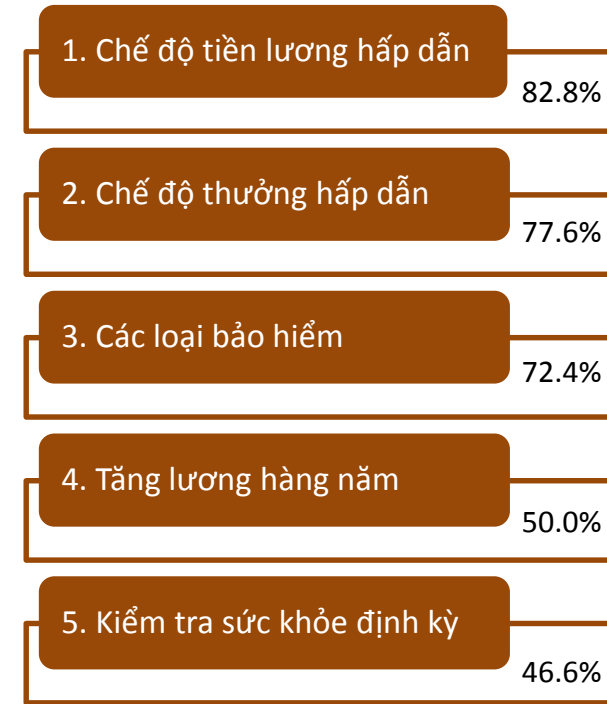 1. Chế độ tiền lương hấp dẫn
82.8%
2. Chế độ thưởng hấp dẫn
77.6%
3. Các loại bảo hiểm
72.4%
4. Tăng lương hàng năm
50.0%
5. Kiểm tra sức khỏe định kỳ
46.6%